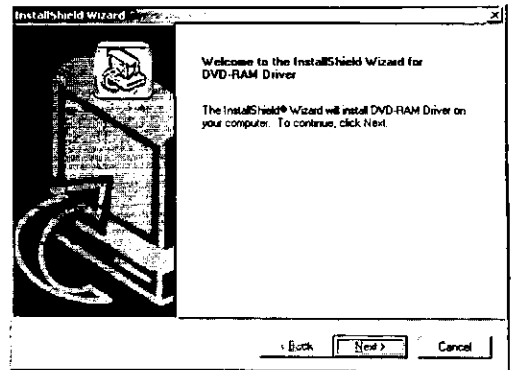 InstallShield Wizard
Welcome to the InstallShield Wizard for
DVD-RAM Driver
The InstallShield® Wizard will install DVD-RAM Driver on
your computer. To continue, click Next.
< Back
Next >
Cancel